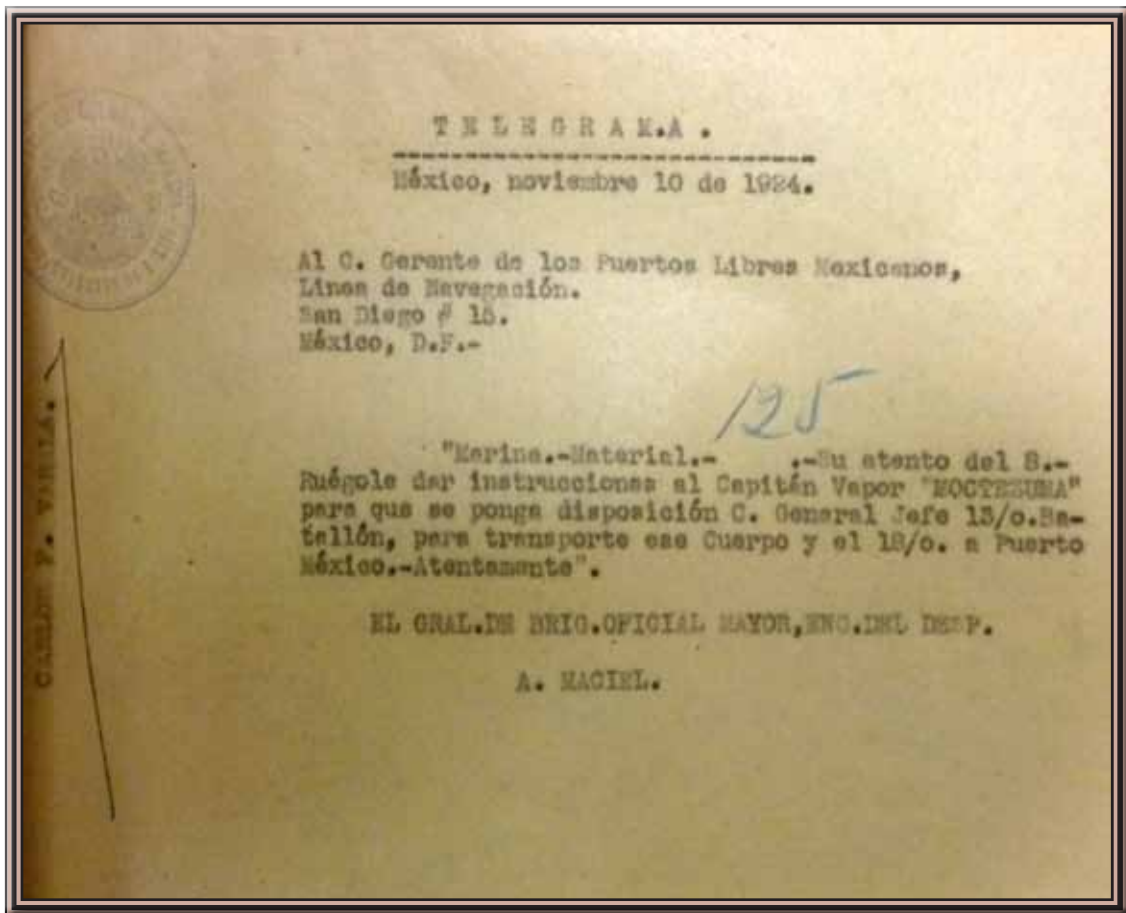 T E L E G R A M.A .
México, noviembre 10 de 1924.
Al C. Gerente de los Puertos Libres Mexicanos,
Linea de Navegación.
San Diego # 15.
México, D.F.-
125
"Marina.-Material.- .-Su atento del 8.-
Ruégole dar instrucciones al Capitán Vapor "MOCTEZUMA"
para que se ponga disposición C. General Jefe 13/o.Ba-
tallón, para transporte ese Cuerpo y el 18/o. a Puerto
México.-Atentamente".
EL GRAL.DE BRIG.OFICIAL MAYOR,ENC.DEL DESP.
A. MACIEL.
CARLOS F. VARELA.